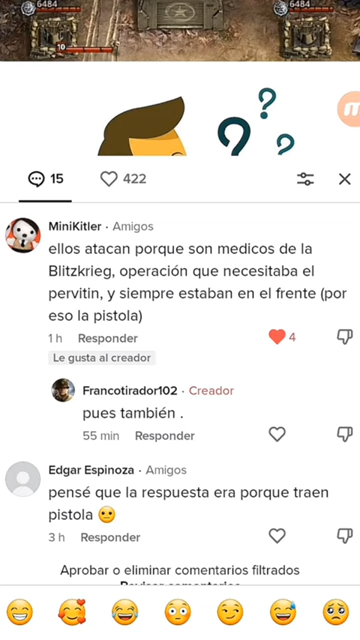 6484
6484
10
? ? ?
15
422
MiniKitler · Amigos
ellos atacan porque son medicos de la
Blitzkrieg, operación que necesitaba el
pervitin, y siempre estaban en el frente (por
eso la pistola)
1 h Responder
4
Le gusta al creador
Francotirador102 · Creador
pues también .
55 min Responder
Edgar Espinoza · Amigos
pensé que la respuesta era porque traen
pistola 🫤
3 h Responder
Aprobar o eliminar comentarios filtrados